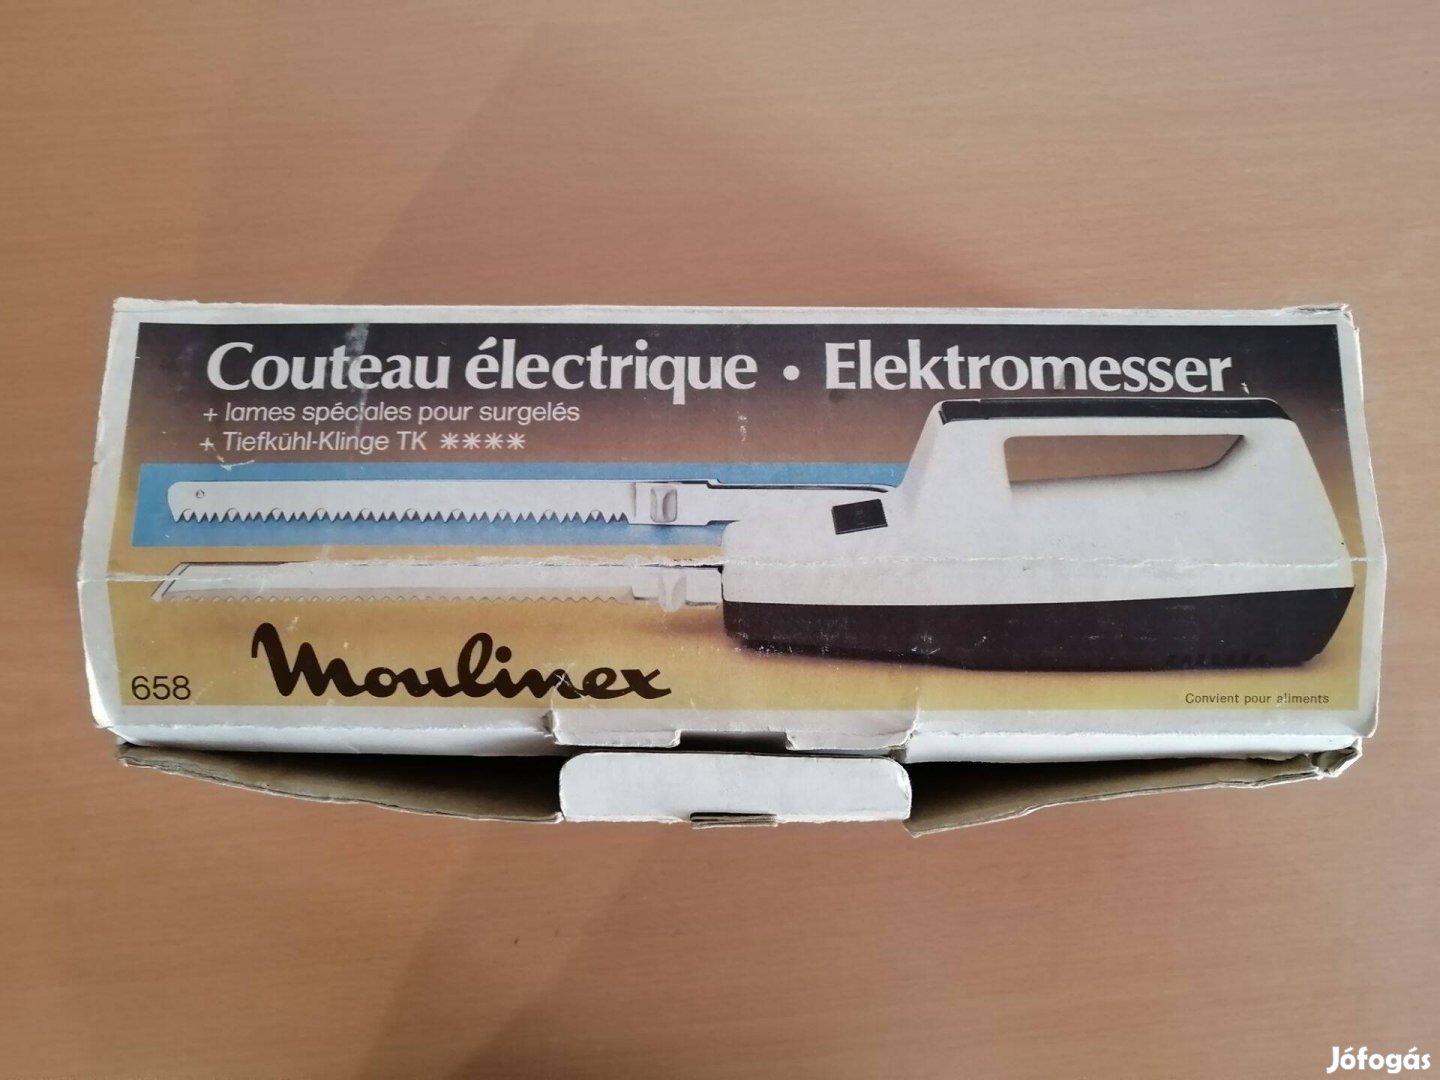 Couteau électrique • Elektromesser
+ lames spéciales pour surgelés
+ Tiefkühl-Klinge TK ****
Moulinex
658
Convient pour aliments
Jófogás